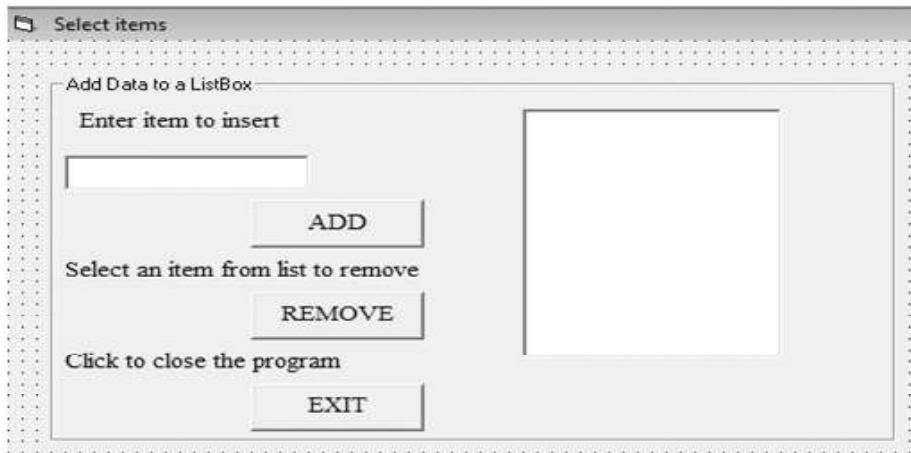 Select items
Add Data to a ListBox
Enter item to insert
ADD
Select an item from list to remove
REMOVE
Click to close the program
EXIT